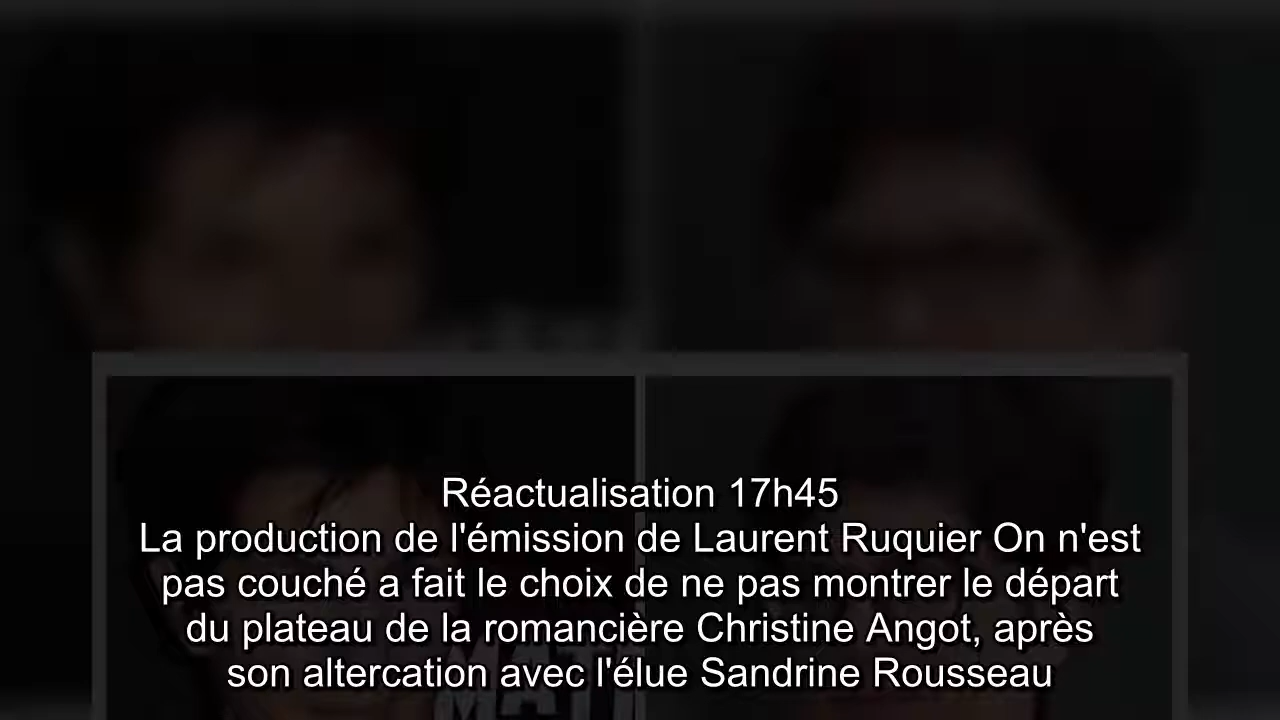 Réactualisation 17h45
La production de l'émission de Laurent Ruquier On n'est
pas couché a fait le choix de ne pas montrer le départ
du plateau de la romancière Christine Angot, après
son altercation avec l'élue Sandrine Rousseau